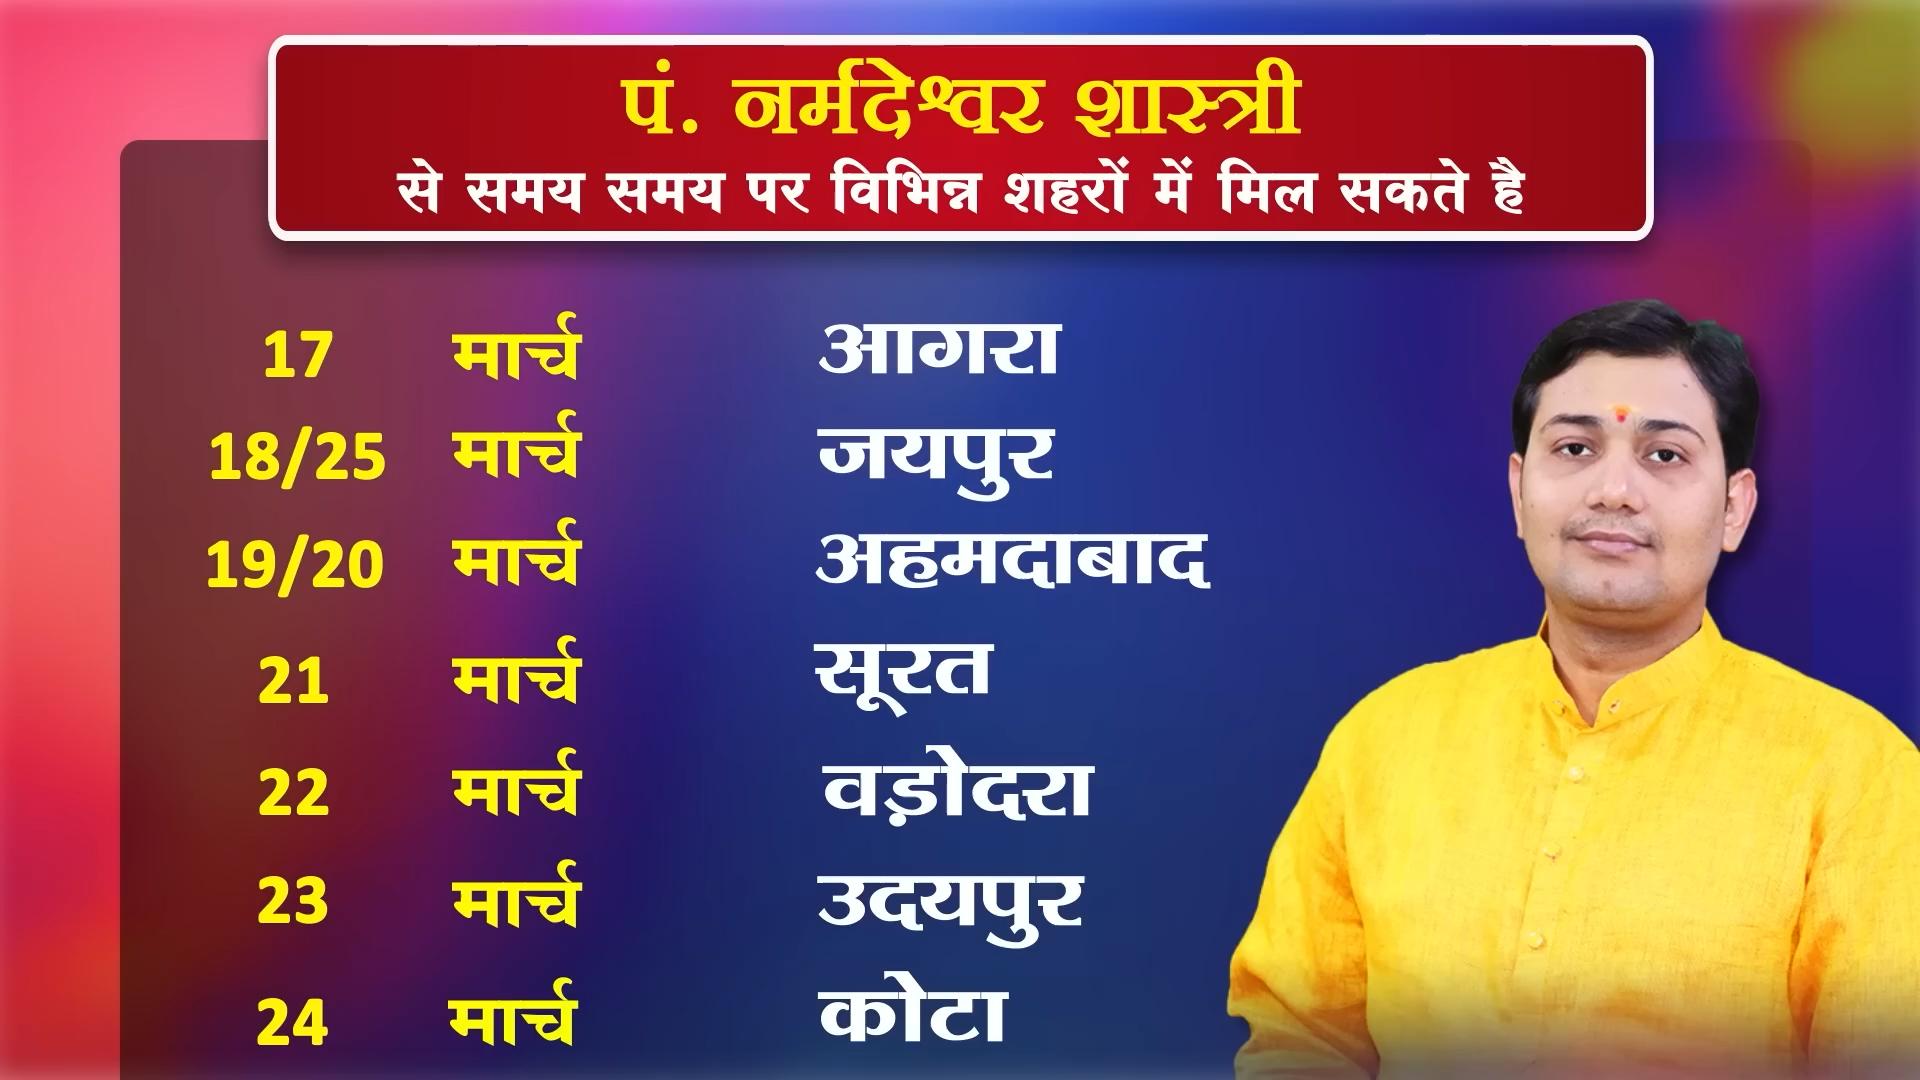 पं. नर्मदेश्वर शास्त्री
से समय समय पर विभिन्न शहरों में मिल सकते है
17 मार्च आगरा
18/25 मार्च जयपुर
19/20 मार्च अहमदाबाद
21 मार्च सूरत
22 मार्च वड़ोदरा
23 मार्च उदयपुर
24 मार्च कोटा